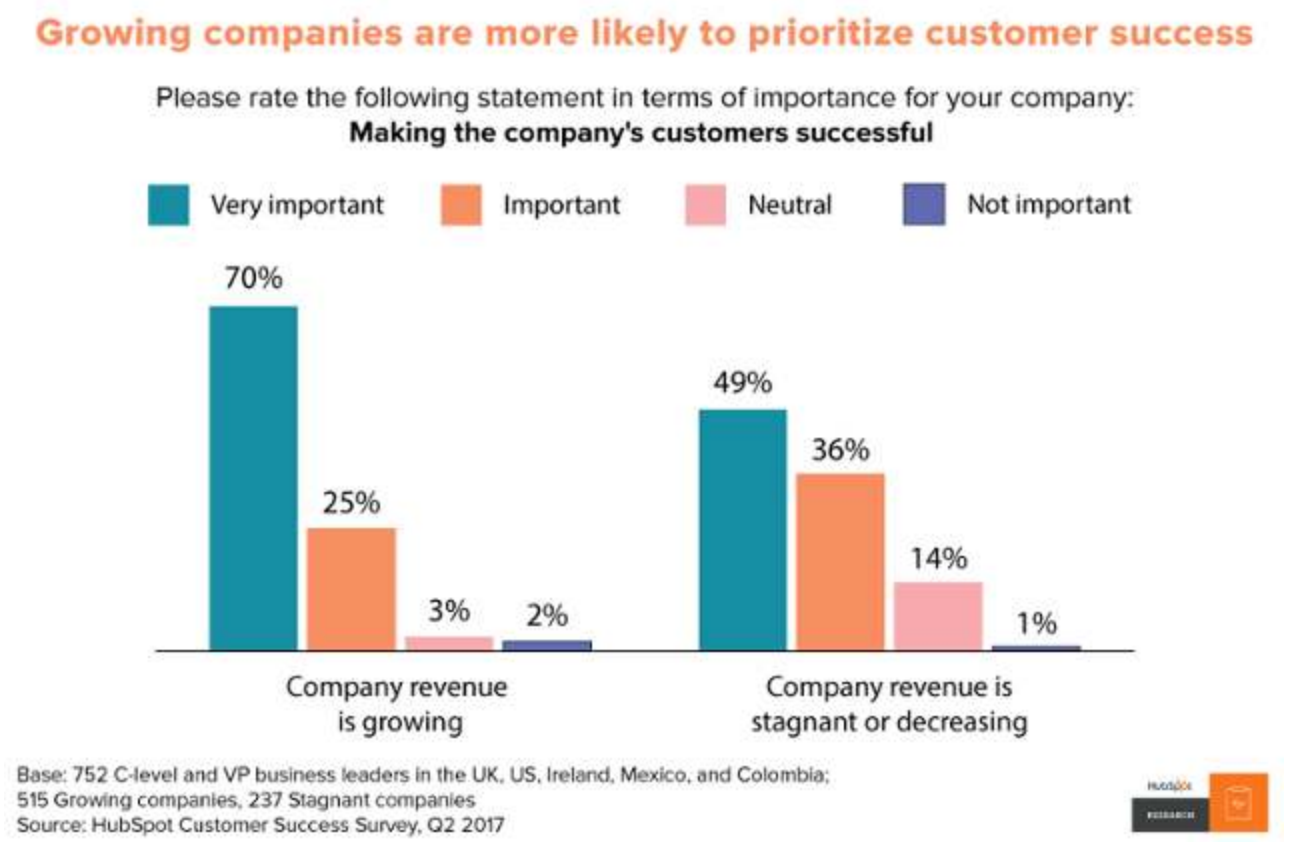 Growing companies are more likely to prioritize customer success
Please rate the following statement in terms of importance for your company:
Making the company's customers successful
Very important
Important
Neutral
Not important
70%
25%
3%
2%
49%
36%
14%
1%
Company revenue
is growing
Company revenue is
stagnant or decreasing
Base: 752 C-level and VP business leaders in the UK, US, Ireland, Mexico, and Colombia;
515 Growing companies, 237 Stagnant companies
Source: HubSpot Customer Success Survey, Q2 2017
HubSpot
RESEARCH